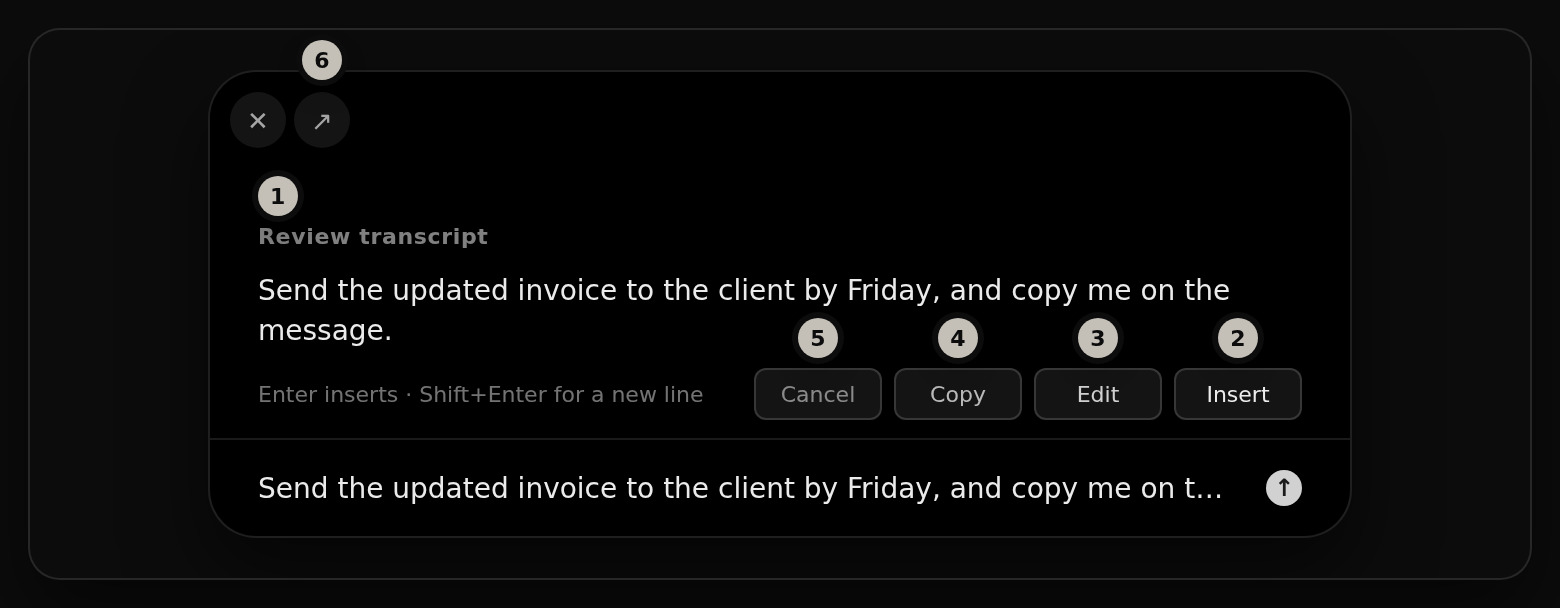 6
✕ ↗
1
Review transcript
Send the updated invoice to the client by Friday, and copy me on the
message.
5 4 3 2
Enter inserts · Shift+Enter for a new line Cancel Copy Edit Insert
Send the updated invoice to the client by Friday, and copy me on t… ↑